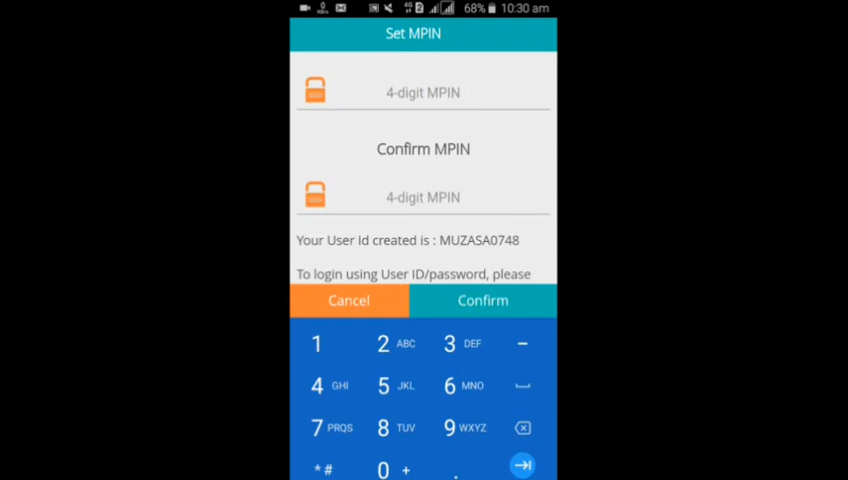 68% 10:30 am
Set MPIN
4-digit MPIN
Confirm MPIN
4-digit MPIN
Your User Id created is : MUZASA0748
To login using User ID/password, please
Cancel Confirm
1 2 ABC 3 DEF -
4 GHI 5 JKL 6 MNO
7 PRQS 8 TUV 9 WXYZ
* # 0 + .